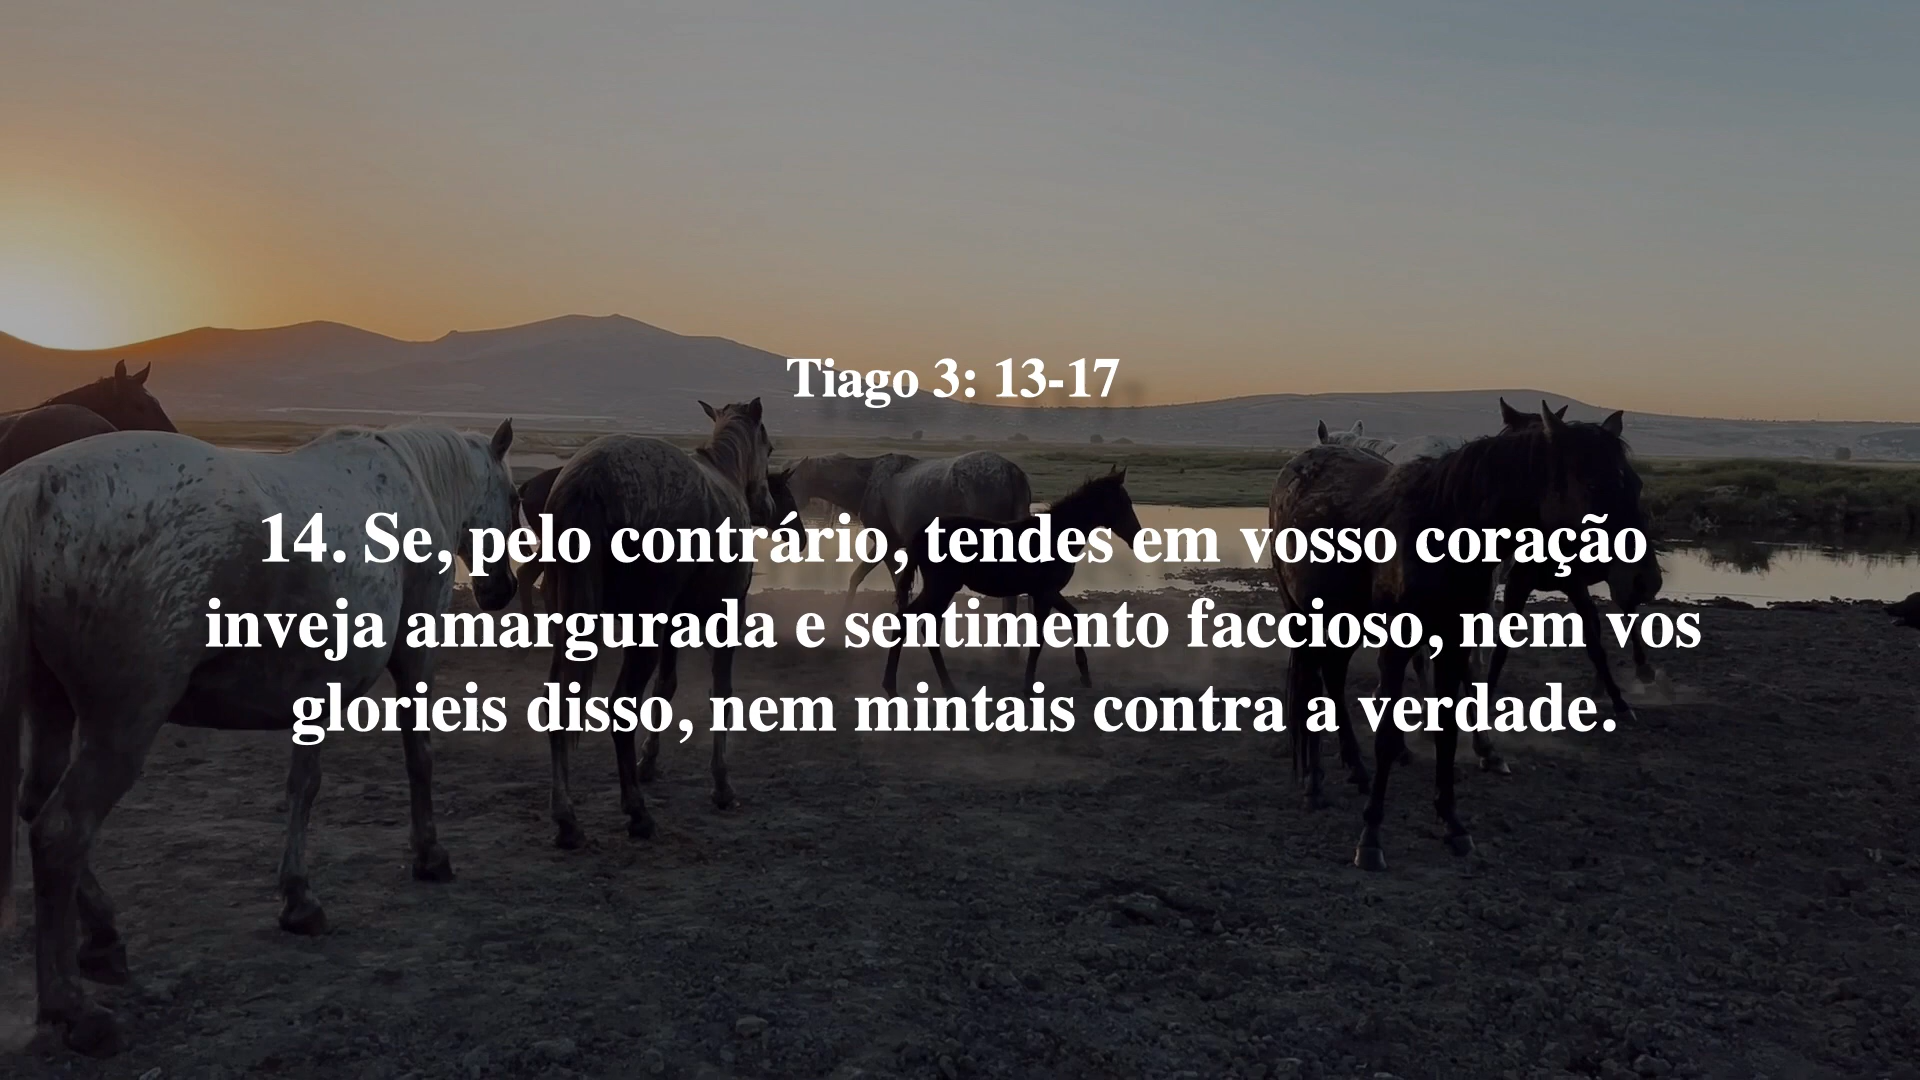 Tiago 3: 13-17
14. Se, pelo contrário, tendes em vosso coração
inveja amargurada e sentimento faccioso, nem vos
glorieis disso, nem mintais contra a verdade.